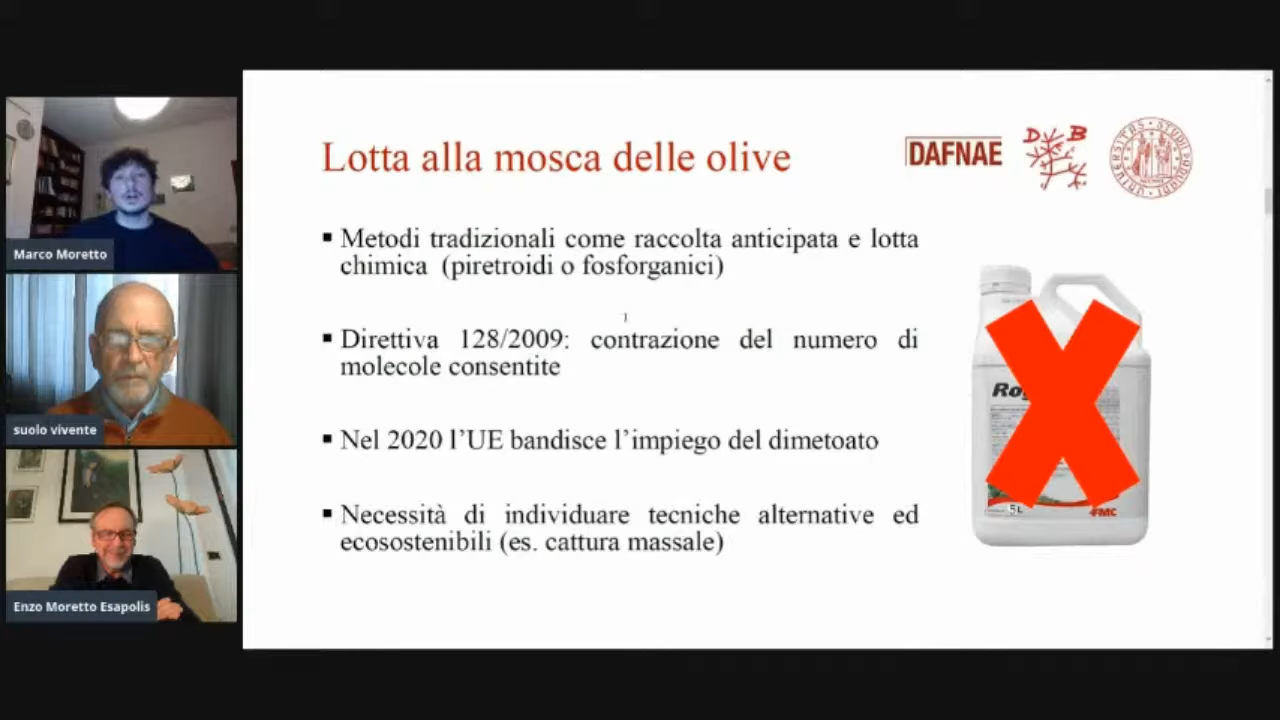 Marco Moretto
suolo vivente
Enzo Moretto Esapolis
Lotta alla mosca delle olive
DAFNAE
D B
▪ Metodi tradizionali come raccolta anticipata e lotta
chimica (piretroidi o fosforganici)
▪ Direttiva 128/2009: contrazione del numero di
molecole consentite
▪ Nel 2020 l'UE bandisce l'impiego del dimetoato
▪ Necessità di individuare tecniche alternative ed
ecosostenibili (es. cattura massale)
5L
FMC